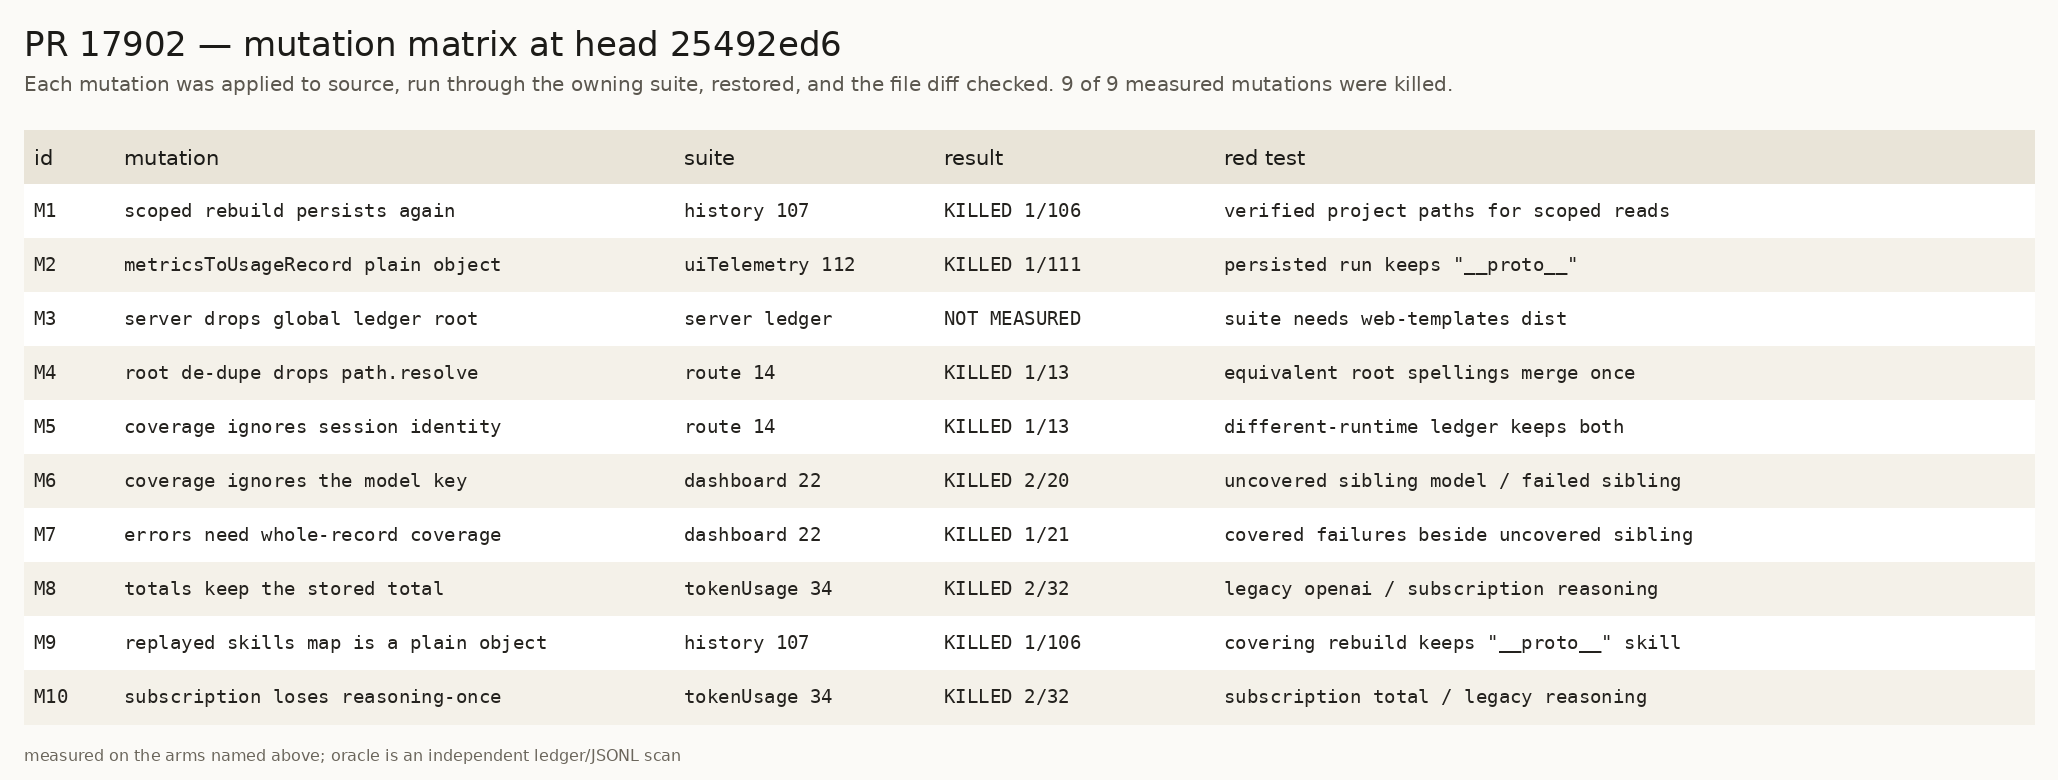 PR 17902 — mutation matrix at head 25492ed6
Each mutation was applied to source, run through the owning suite, restored, and the file diff checked. 9 of 9 measured mutations were killed.
id mutation suite result red test
M1 scoped rebuild persists again history 107 KILLED 1/106 verified project paths for scoped reads
M2 metricsToUsageRecord plain object uiTelemetry 112 KILLED 1/111 persisted run keeps "__proto__"
M3 server drops global ledger root server ledger NOT MEASURED suite needs web-templates dist
M4 root de-dupe drops path.resolve route 14 KILLED 1/13 equivalent root spellings merge once
M5 coverage ignores session identity route 14 KILLED 1/13 different-runtime ledger keeps both
M6 coverage ignores the model key dashboard 22 KILLED 2/20 uncovered sibling model / failed sibling
M7 errors need whole-record coverage dashboard 22 KILLED 1/21 covered failures beside uncovered sibling
M8 totals keep the stored total tokenUsage 34 KILLED 2/32 legacy openai / subscription reasoning
M9 replayed skills map is a plain object history 107 KILLED 1/106 covering rebuild keeps "__proto__" skill
M10 subscription loses reasoning-once tokenUsage 34 KILLED 2/32 subscription total / legacy reasoning
measured on the arms named above; oracle is an independent ledger/JSONL scan